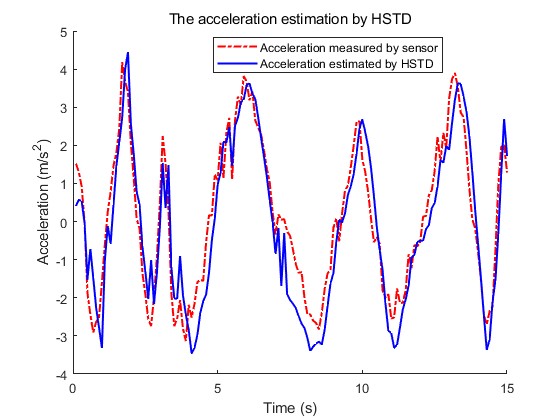 The acceleration estimation by HSTD
Acceleration measured by sensor
Acceleration estimated by HSTD
Acceleration (m/s²)
5
4
3
2
1
0
-1
-2
-3
-4
0
5
10
15
Time (s)